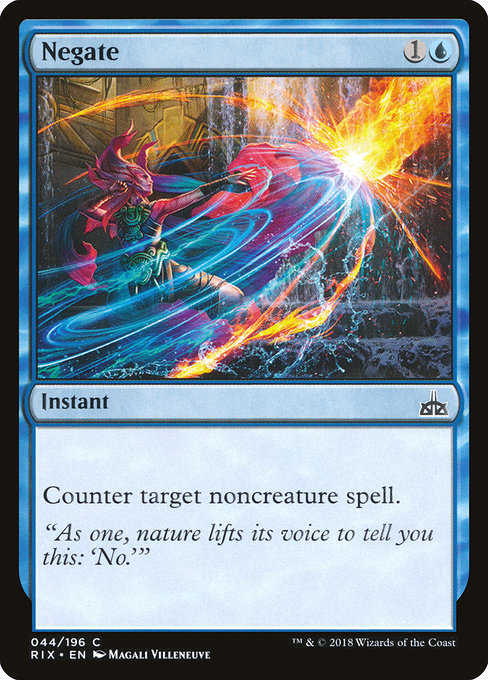 Negate 1
Instant
Counter target noncreature spell.
“As one, nature lifts its voice to tell you
this: ‘No.’”
044/196 C
RIX • EN Magali Villeneuve
™ & © 2018 Wizards of the Coast